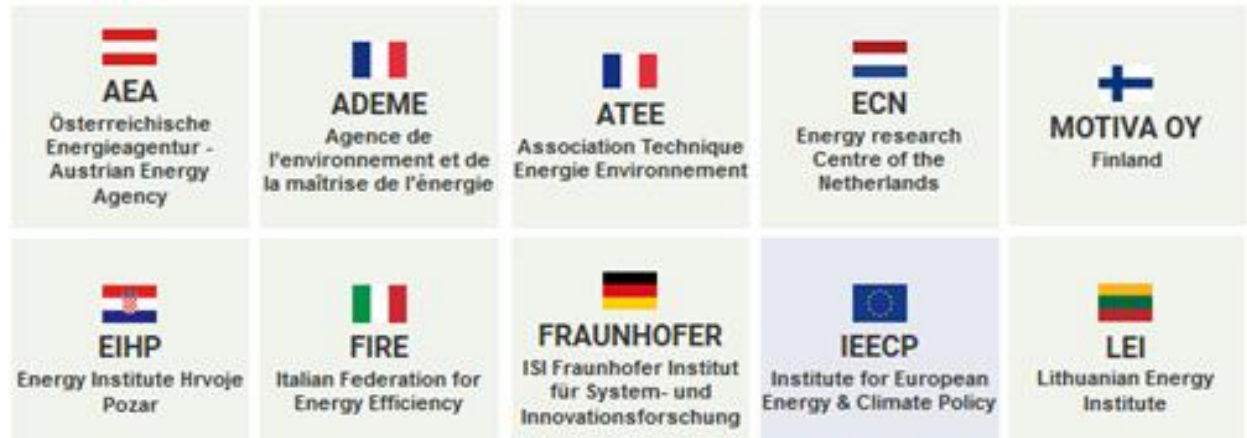 AEA
Österreichische
Energieagentur -
Austrian Energy
Agency
ADEME
Agence de
l'environnement et de
la maîtrise de l'énergie
ATEE
Association Technique
Energie Environnement
ECN
Energy research
Centre of the
Netherlands
MOTIVA OY
Finland
EIHP
Energy Institute Hrvoje
Pozar
FIRE
Italian Federation for
Energy Efficiency
FRAUNHOFER
ISI Fraunhofer Institut
für System- und
Innovationsforschung
IEECP
Institute for European
Energy & Climate Policy
LEI
Lithuanian Energy
Institute